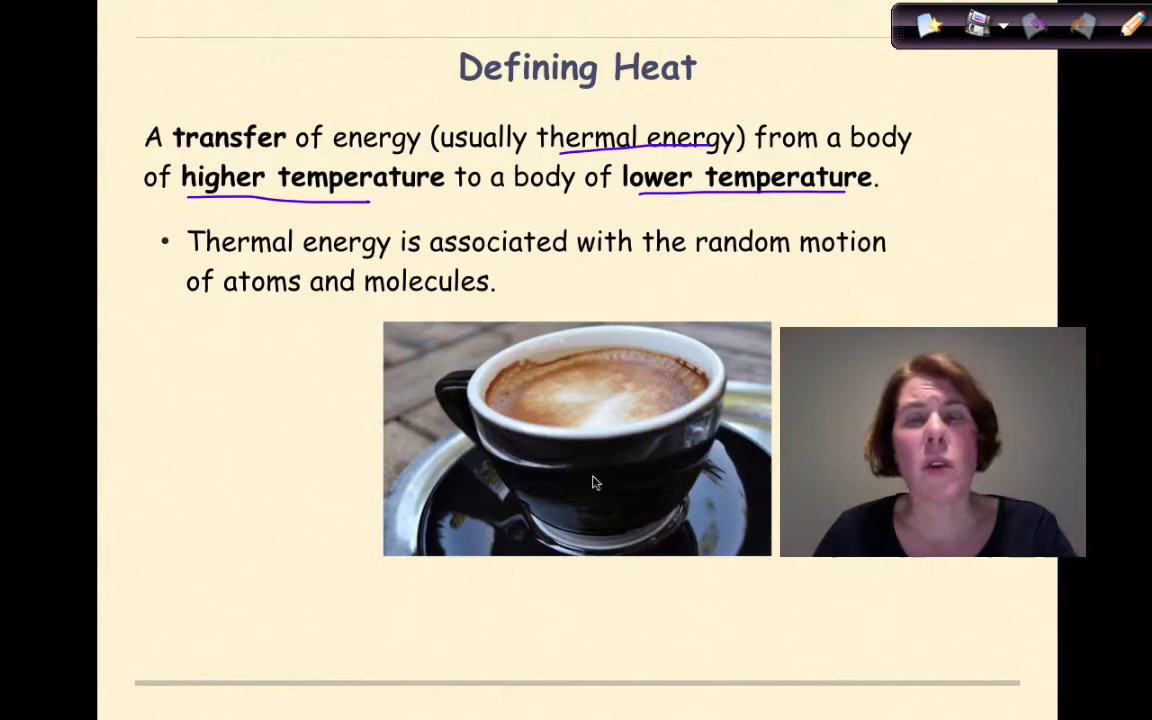 Defining Heat
A transfer of energy (usually thermal energy) from a body
of higher temperature to a body of lower temperature.
• Thermal energy is associated with the random motion
of atoms and molecules.